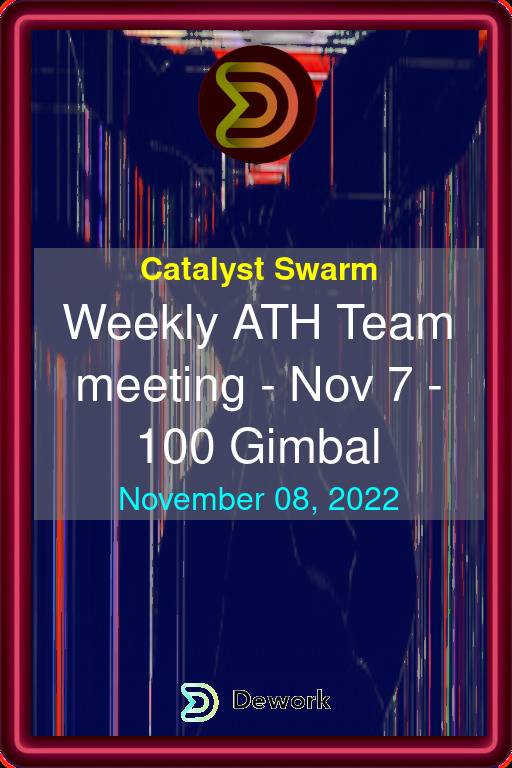 Catalyst Swarm
Weekly ATH Team
meeting - Nov 7 -
100 Gimbal
November 08, 2022
Dework